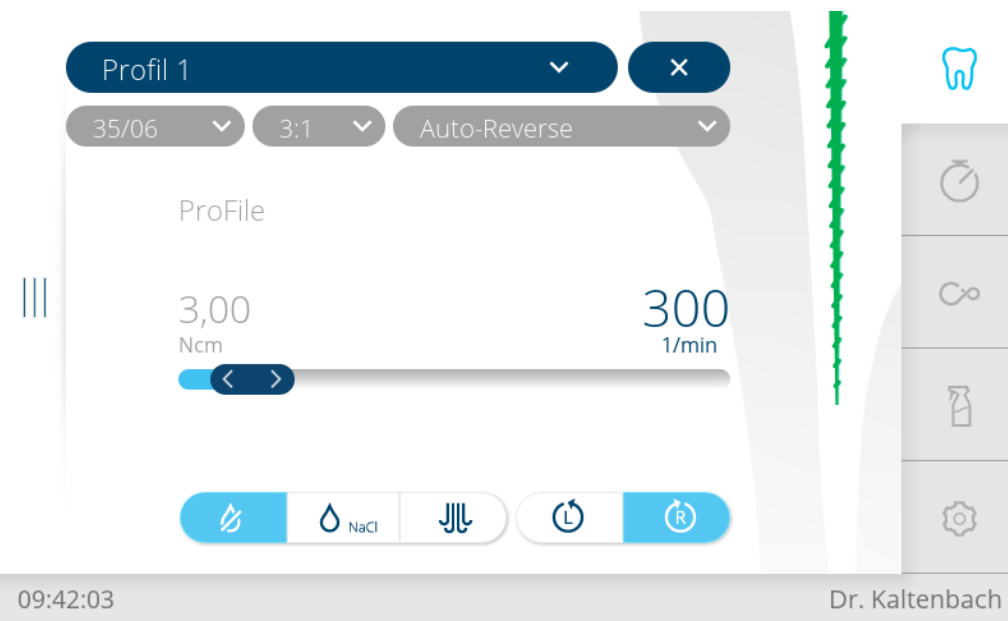 Profil 1
35/06 3:1 Auto-Reverse
ProFile
3,00 300
Ncm 1/min
NaCl L R
09:42:03 Dr. Kaltenbach